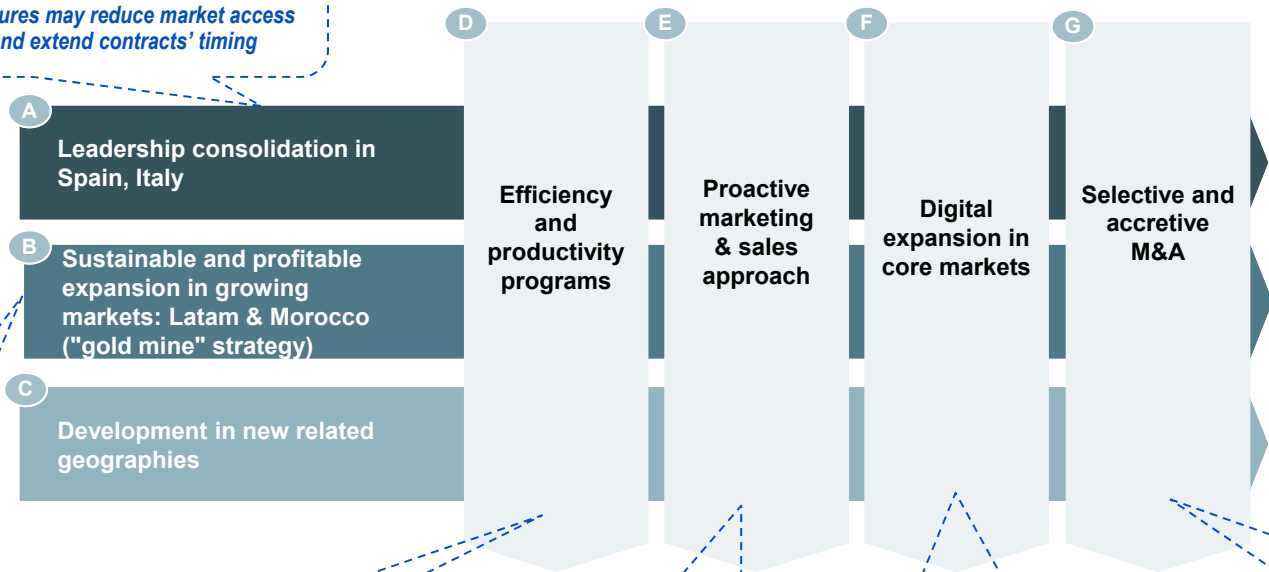 ures may reduce market access
nd extend contracts' timing
D
E
F
G
A
Leadership consolidation in
Spain, Italy
B
Sustainable and profitable
expansion in growing
markets: Latam & Morocco
("gold mine" strategy)
C
Development in new related
geographies
Efficiency
and
productivity
programs
Proactive
marketing
& sales
approach
Digital
expansion in
core markets
Selective and
accretive
M&A